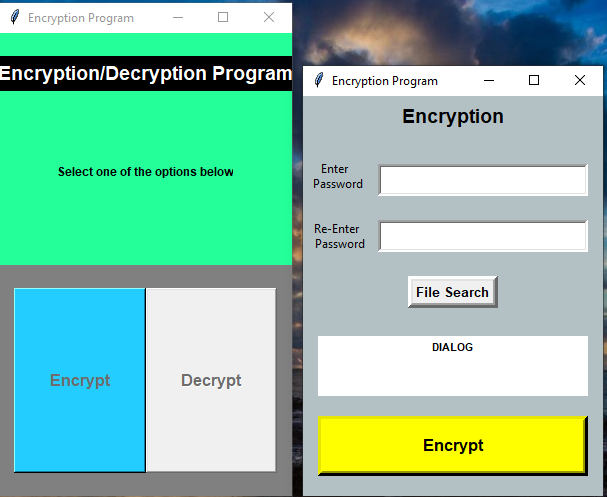 Encryption Program
Encryption/Decryption Program
Select one of the options below
Encrypt
Decrypt
Encryption Program
Encryption
Enter
Password
Re-Enter
Password
File Search
DIALOG
Encrypt